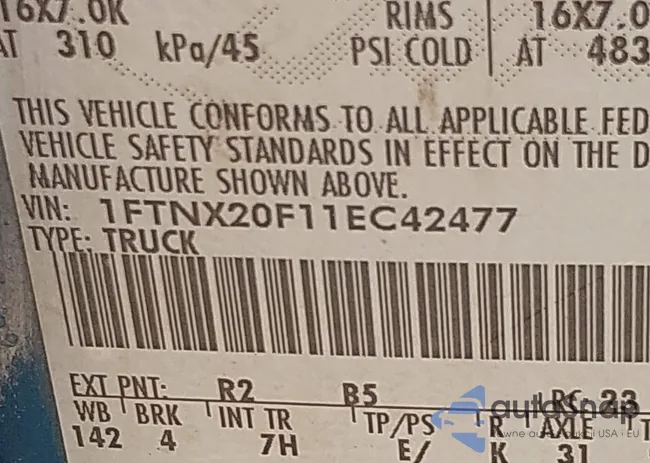 16X7.0K RIMS 16X7.0
AT 310 kPa/45 PSI COLD AT 483
THIS VEHICLE CONFORMS TO ALL APPLICABLE FED
VEHICLE SAFETY STANDARDS IN EFFECT ON THE D
MANUFACTURE SHOWN ABOVE.
VIN: 1FTNX20F11EC42477
TYPE: TRUCK
EXT PNT: R2 B5 RC: 23
WB BRK INT TR TP/PS R AXLE T
142 4 7H E/ K 31
autosnap